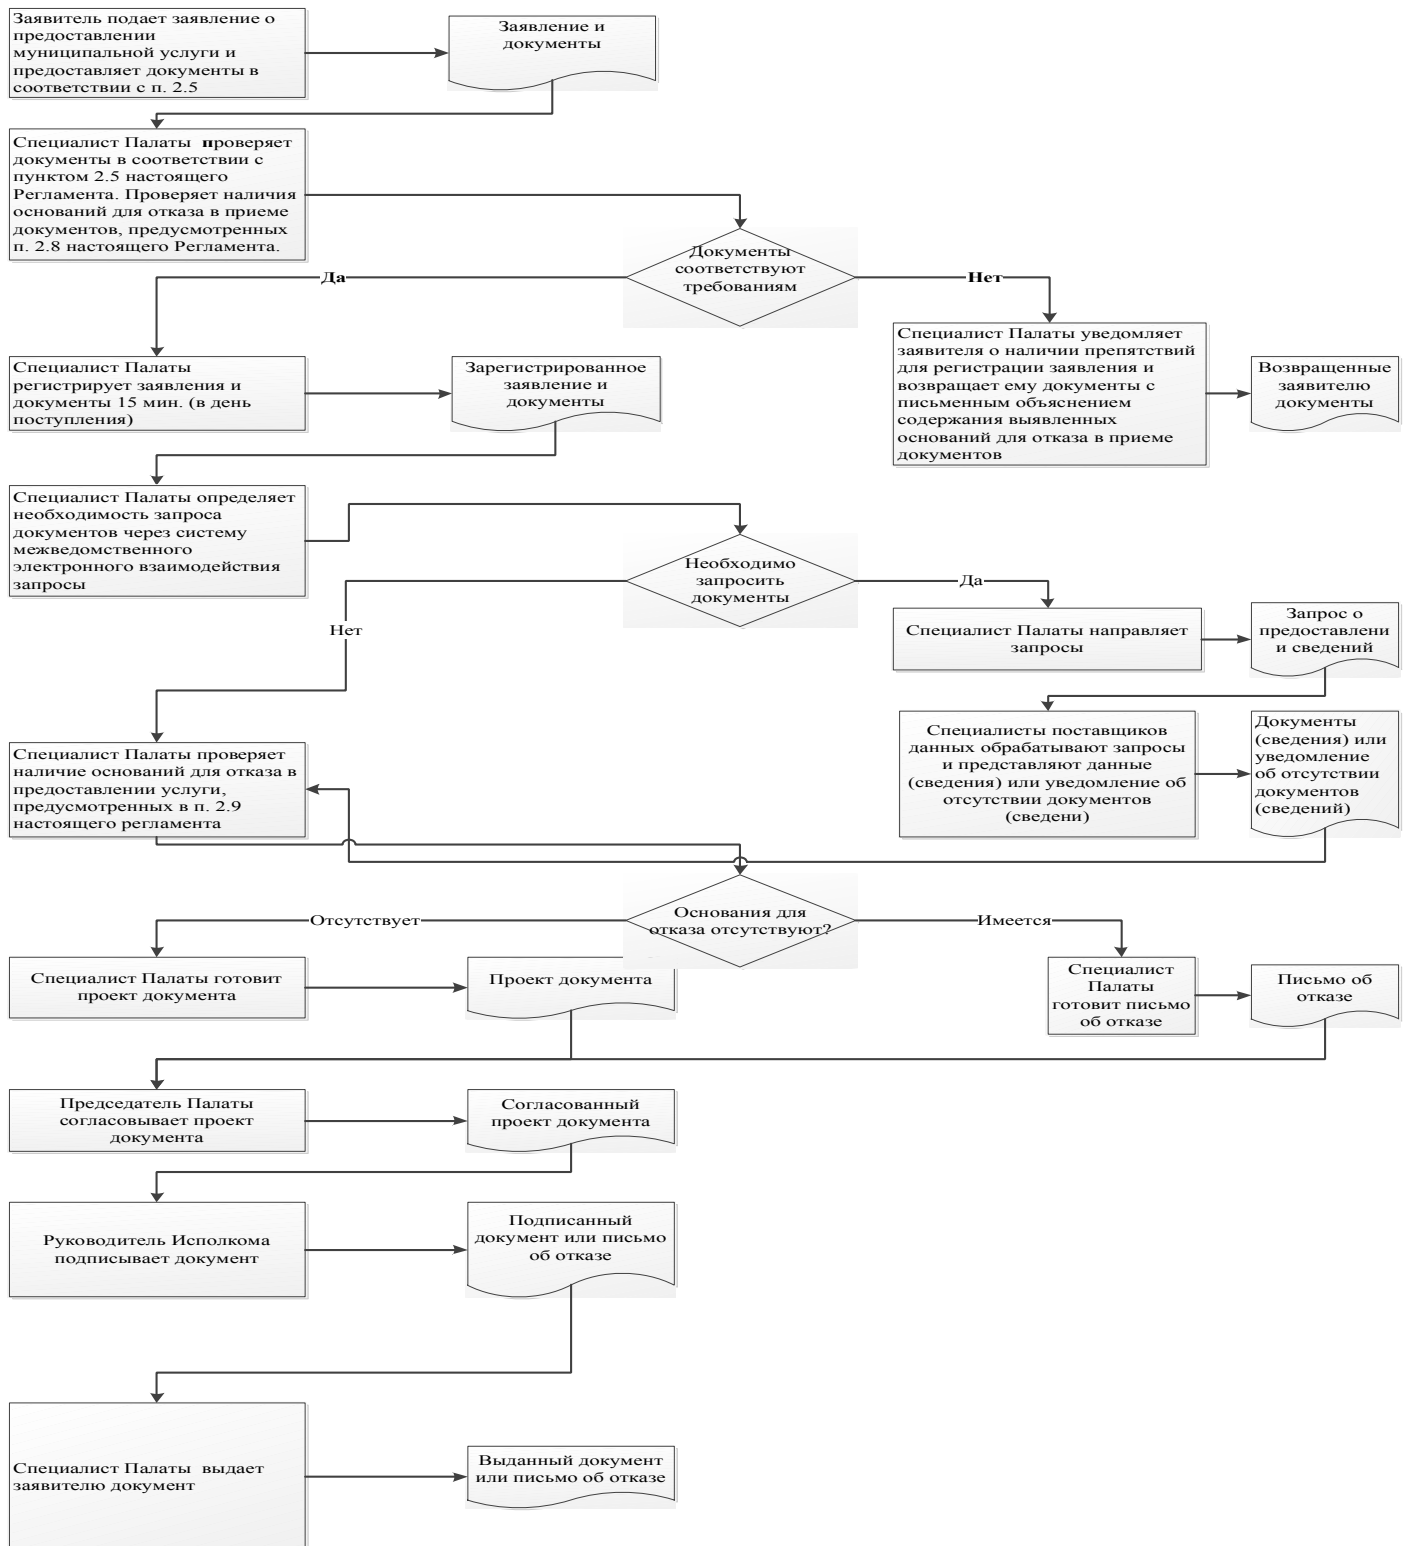 Заявитель подает заявление о
предоставлении
муниципальной услуги и
предоставляет документы в
соответствии с п. 2.5
Заявление и
документы
Специалист Палаты проверяет
документы в соответствии с
пунктом 2.5 настоящего
Регламента. Проверяет наличия
оснований для отказа в приеме
документов, предусмотренных
п. 2.8 настоящего Регламента.
Документы
соответствуют
требованиям
Да
Нет
Специалист Палаты
регистрирует заявления и
документы 15 мин. (в день
поступления)
Зарегистрированное
заявление и
документы
Специалист Палаты уведомляет
заявителя о наличии препятствий
для регистрации заявления и
возвращает ему документы с
письменным объяснением
содержания выявленных
оснований для отказа в приеме
документов
Возвращенные
заявителю
документы
Специалист Палаты определяет
необходимость запроса
документов через систему
межведомственного
электронного взаимодействия
запросы
Необходимо
запросить
документы
Да
Нет
Специалист Палаты направляет
запросы
Запрос о
предоставлени
и сведений
Специалисты поставщиков
данных обрабатывают запросы
и представляют данные
(сведения) или уведомление об
отсутствии документов
(сведени)
Документы
(сведения) или
уведомление
об отсутствии
документов
(сведений)
Специалист Палаты проверяет
наличие оснований для отказа в
предоставлении услуги,
предусмотренных в п. 2.9
настоящего регламента
Основания для
отказа отсутствуют?
Отсутствует
Имеется
Специалист Палаты готовит
проект документа
Проект документа
Специалист
Палаты
готовит письмо
об отказе
Письмо об
отказе
Председатель Палаты
согласовывает проект
документа
Согласованный
проект документа
Руководитель Исполкома
подписывает документ
Подписанный
документ или письмо
об отказе
Специалист Палаты выдает
заявителю документ
Выданный документ
или письмо об отказе